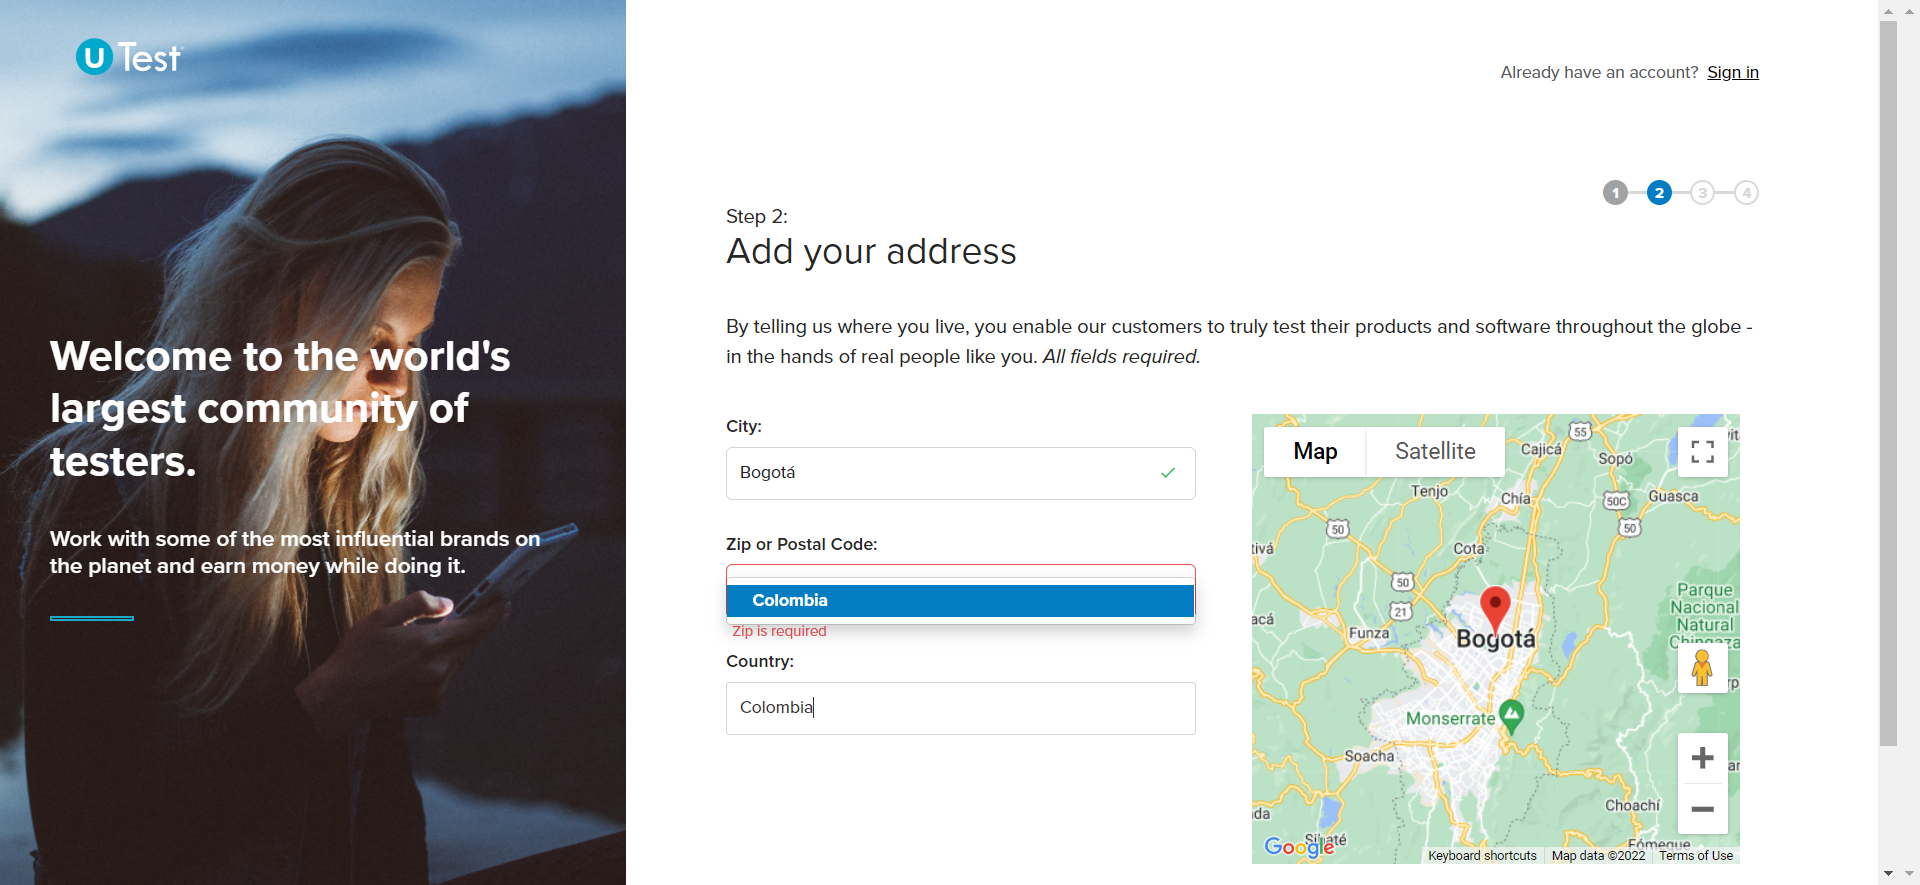 U Test
Welcome to the world's
largest community of
testers.
Work with some of the most influential brands on
the planet and earn money while doing it.
Already have an account? Sign in
1 2 3 4
Step 2:
Add your address
By telling us where you live, you enable our customers to truly test their products and software throughout the globe -
in the hands of real people like you. All fields required.
City:
Bogotá
Zip or Postal Code:
Colombia
Zip is required
Country:
Colombia
Map Satellite
55
Cajicá
Sopó
Tenjo
Chía
50C
Guasca
50
50
Cota
50
21
Parque
Nacional
Natural
Chingaza
Funza
Bogotá
Monserrate
Soacha
Choachí
Fómeque
Google
Keyboard shortcuts Map data ©2022 Terms of Use